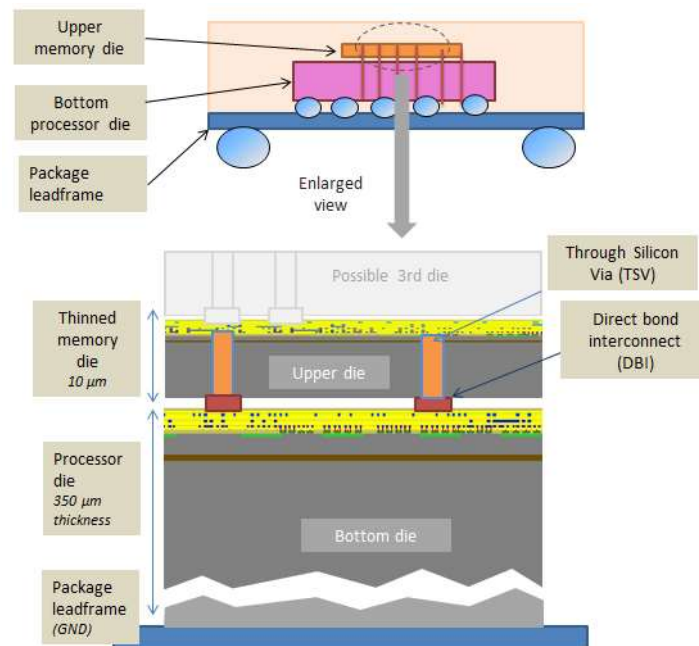 Upper
memory die
Bottom
processor die
Package
leadframe
Enlarged
view
Possible 3rd die
Through Silicon
Via (TSV)
Direct bond
interconnect
(DBI)
Thinned
memory
die
10 µm
Upper die
Processor
die
350 µm
thickness
Bottom die
Package
leadframe
(GND)